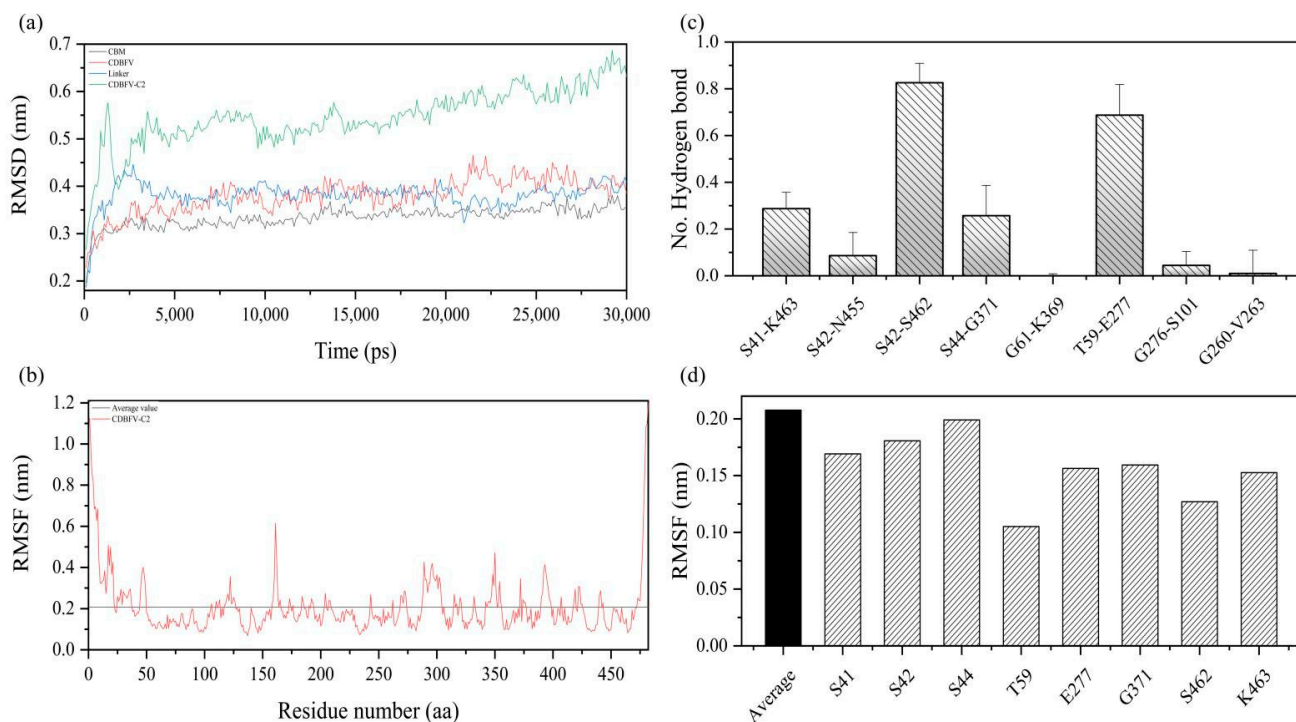 (a)
CBM
CDBFV
Linker
CDBFV-C2
RMSD (nm)
0.7
0.6
0.5
0.4
0.3
0.2
0
5,000
10,000
15,000
20,000
25,000
30,000
Time (ps)
(b)
Average value
CDBFV-C2
RMSF (nm)
1.2
1.0
0.8
0.6
0.4
0.2
0.0
0
50
100
150
200
250
300
350
400
450
Residue number (aa)
(c)
No. Hydrogen bond
1.0
0.8
0.6
0.4
0.2
0.0
S41-K463
S42-N455
S42-S462
S44-G371
G61-K369
T59-E277
G276-S101
G260-V263
(d)
RMSF (nm)
0.20
0.15
0.10
0.05
0.00
Average
S41
S42
S44
T59
E277
G371
S462
K463